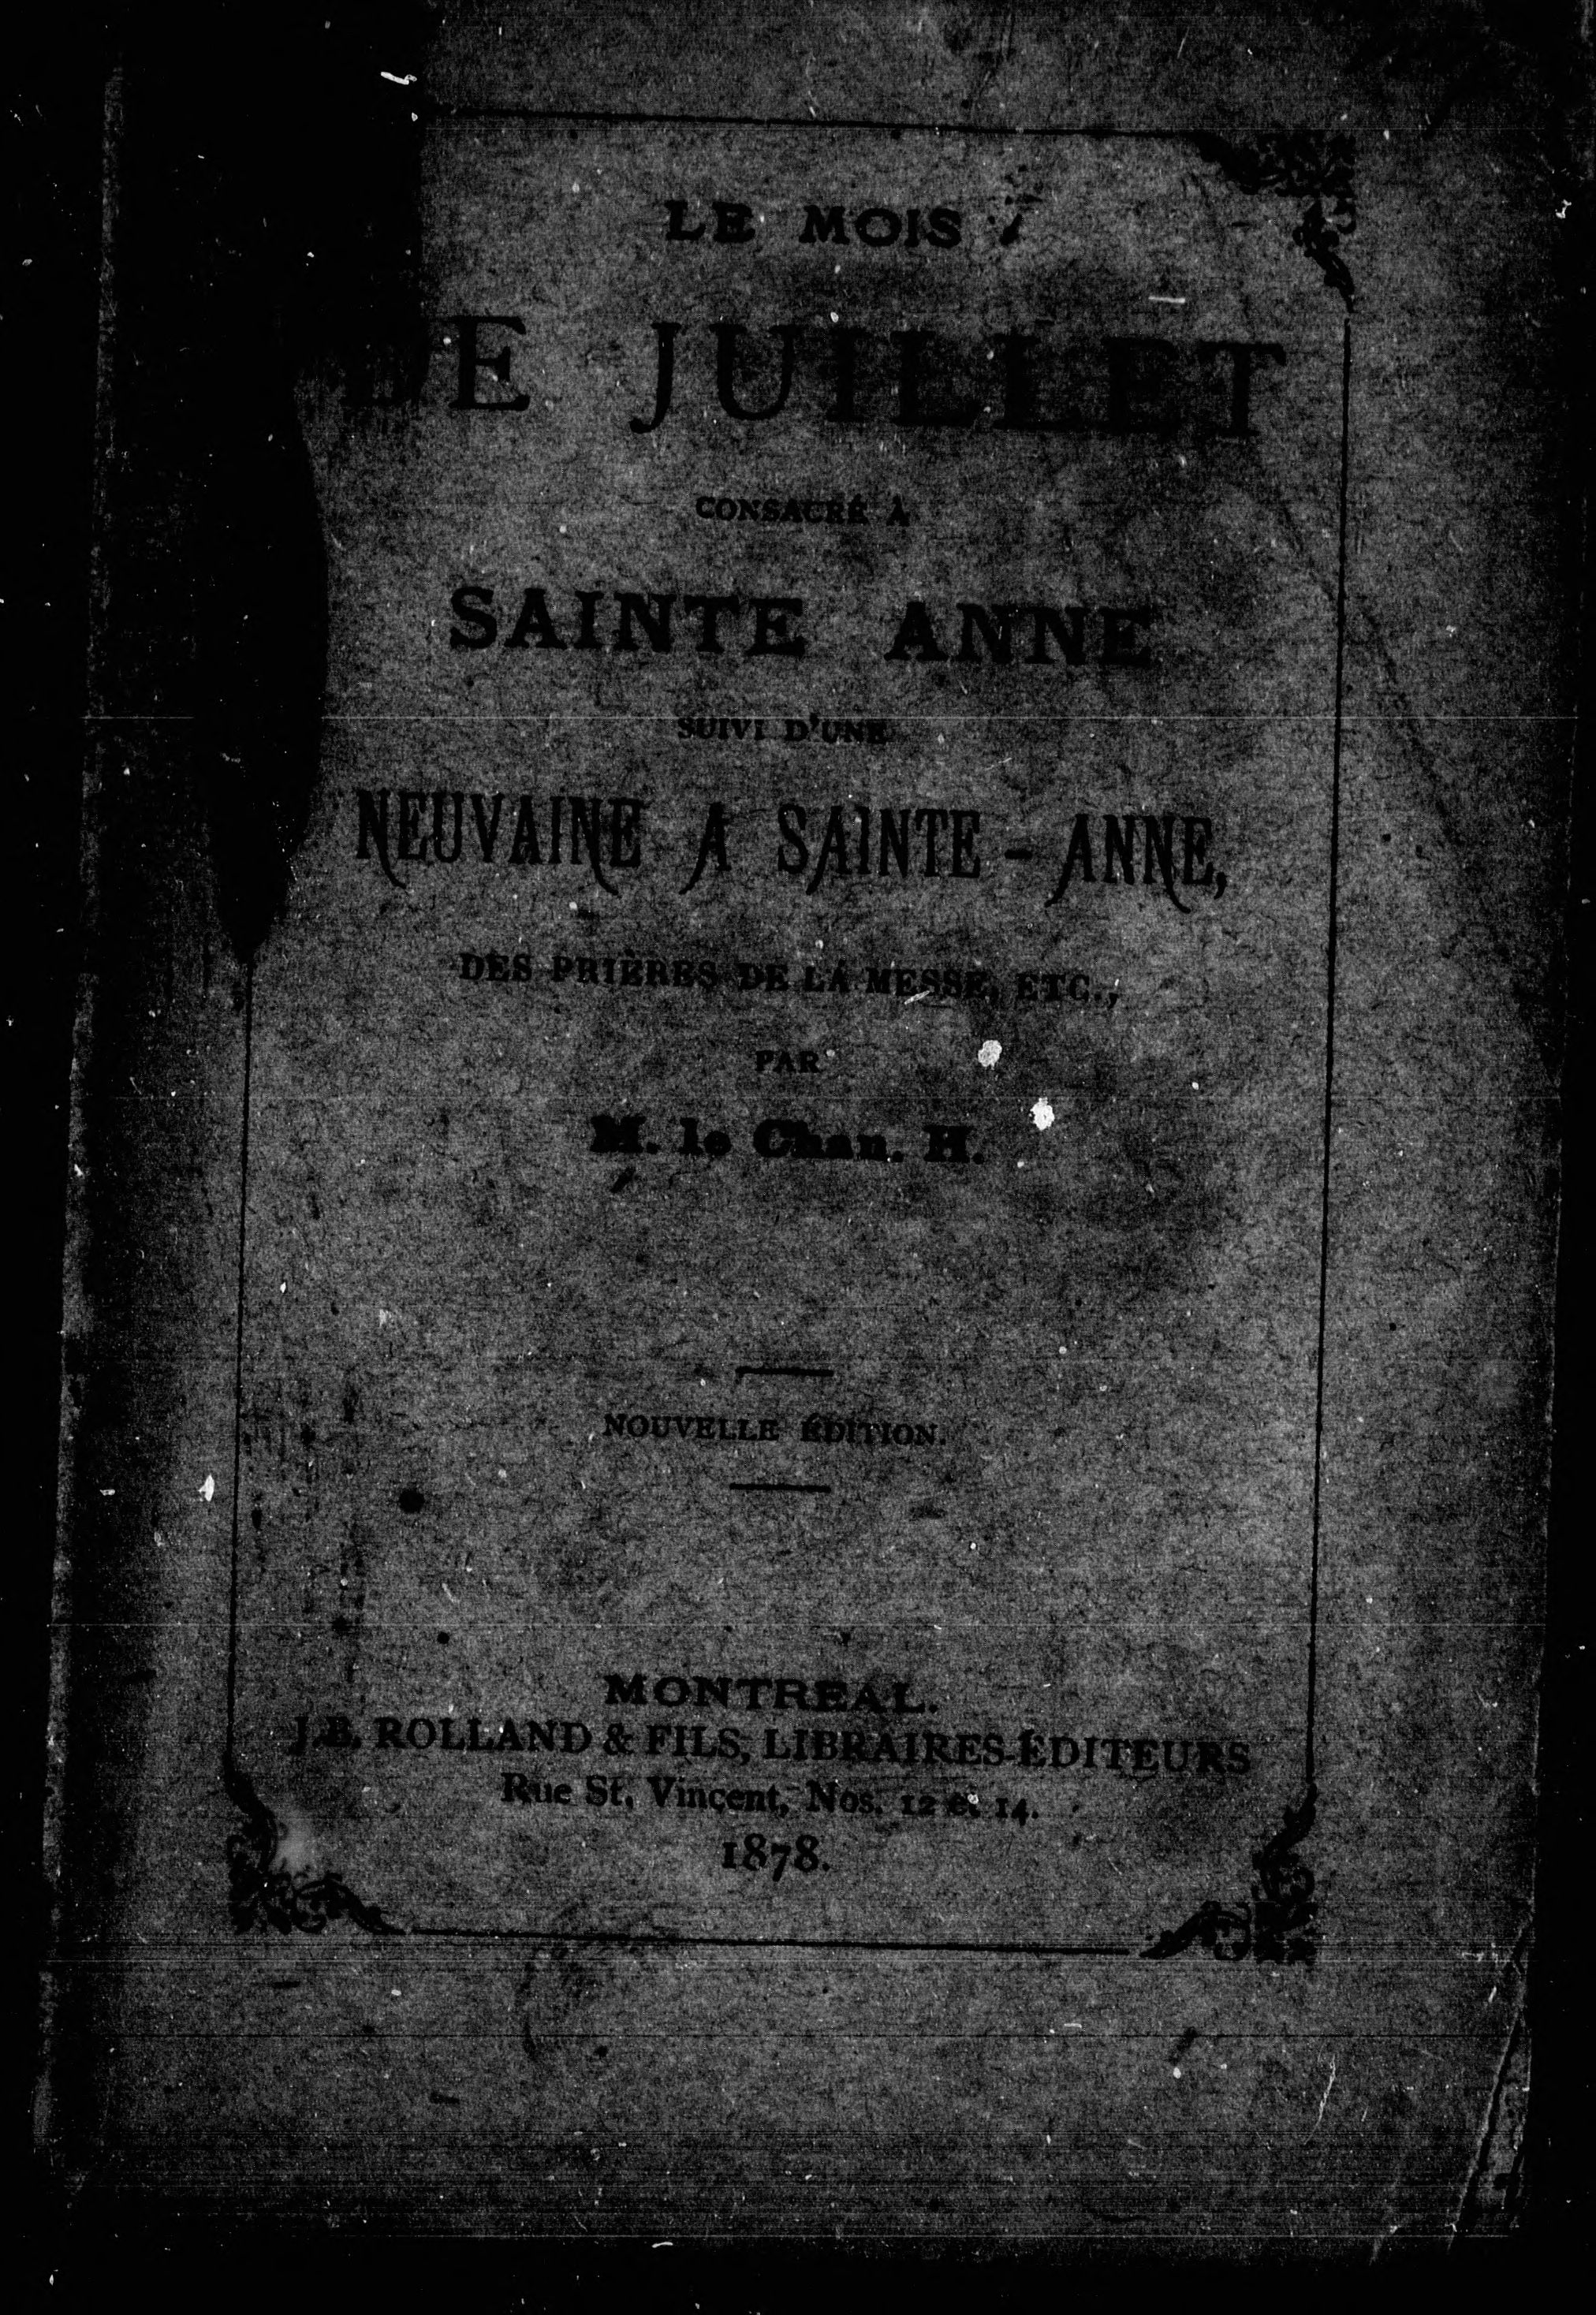 LE MOIS
DE JUILLET
CONSACRÉ À
SAINTE ANNE
SUIVI D'UNE
NEUVAINE A SAINTE - ANNE,
DES PRIÈRES DE LA MESSE, ETC.,
PAR
M. le Chan. H.
NOUVELLE ÉDITION.
MONTREAL.
J.B. ROLLAND & FILS, LIBRAIRES-ÉDITEURS
Rue St. Vincent, Nos. 12 et 14.
1878.